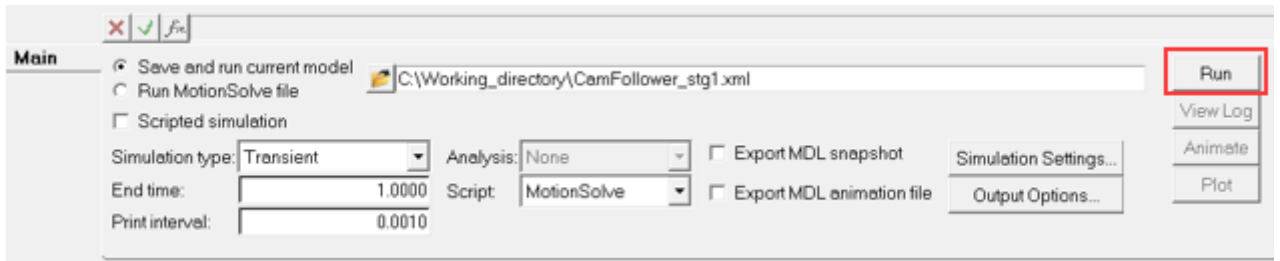 fx
Main
Save and run current model
C:\Working_directory\CamFollower_stg1.xml
Run
Run MotionSolve file
View Log
Scripted simulation
Simulation type: Transient
Analysis: None
Export MDL snapshot
Simulation Settings...
Animate
End time: 1.0000
Script: MotionSolve
Export MDL animation file
Output Options...
Plot
Print interval: 0.0010